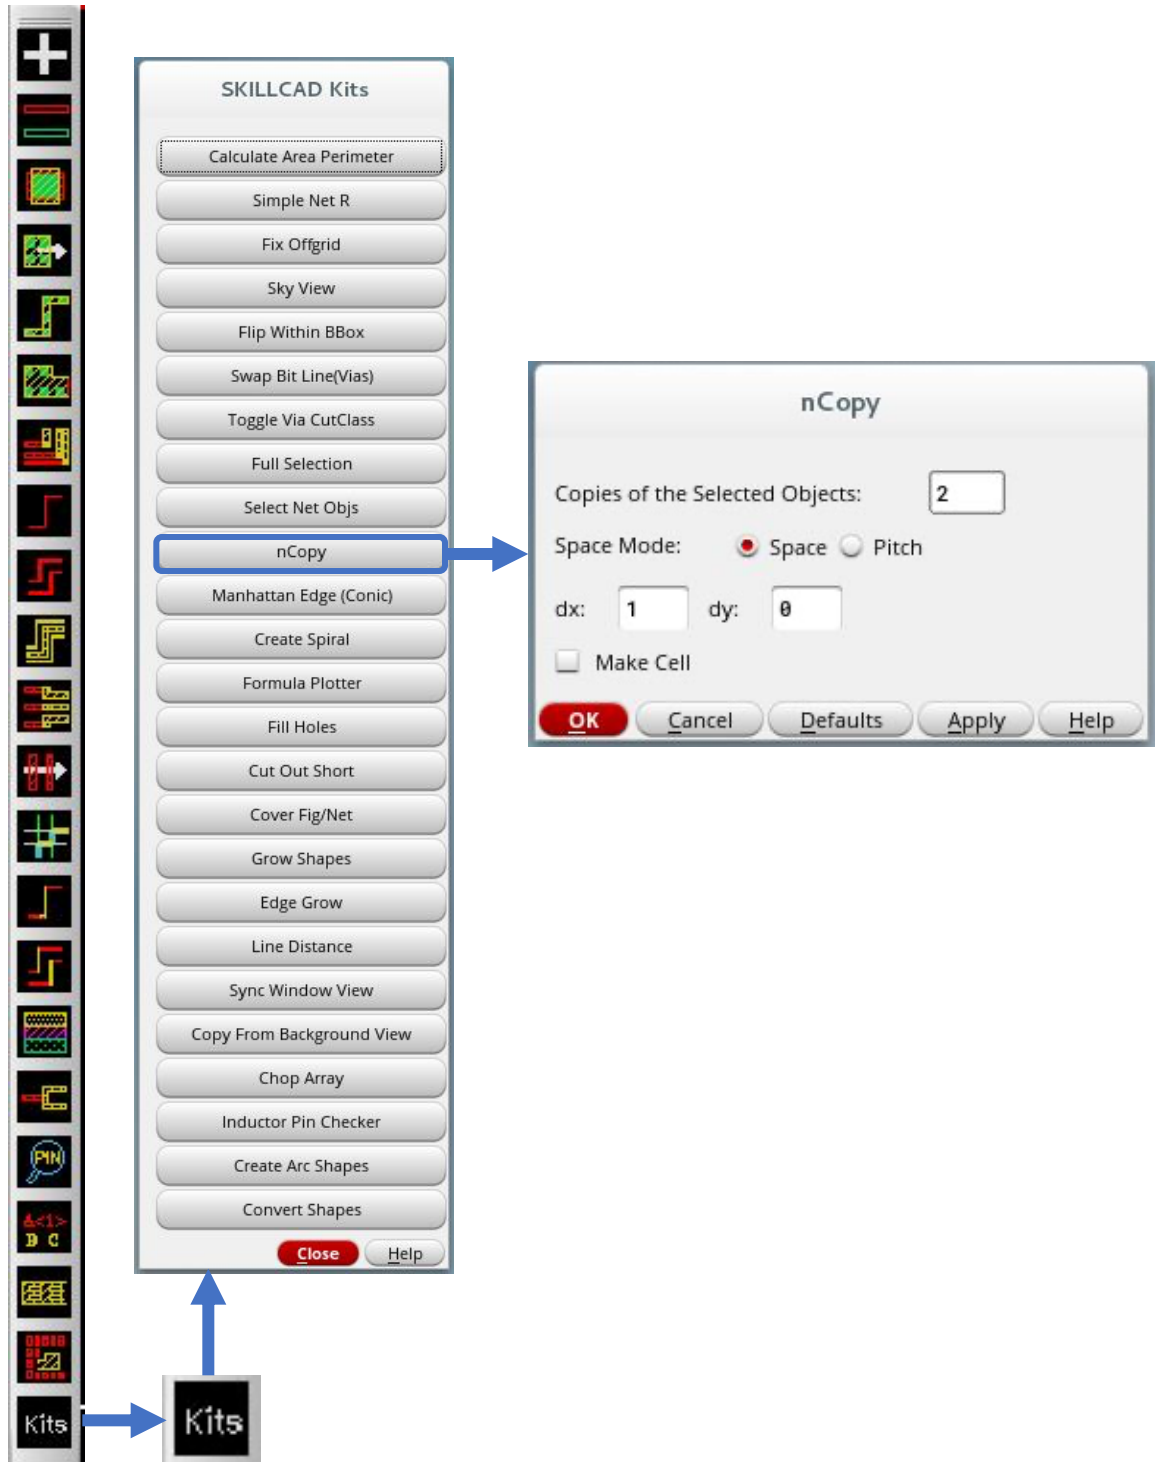 SKILLCAD Kits
Calculate Area Perimeter
Simple Net R
Fix Offgrid
Sky View
Flip Within BBox
Swap Bit Line(Vias)
Toggle Via CutClass
Full Selection
Select Net Objs
nCopy
Manhattan Edge (Conic)
Create Spiral
Formula Plotter
Fill Holes
Cut Out Short
Cover Fig/Net
Grow Shapes
Edge Grow
Line Distance
Sync Window View
Copy From Background View
Chop Array
Inductor Pin Checker
Create Arc Shapes
Convert Shapes
Close Help
nCopy
Copies of the Selected Objects: 2
Space Mode: Space Pitch
dx: 1 dy: 0
Make Cell
OK Cancel Defaults Apply Help
PIN
A<1>
B C
Kits
Kits